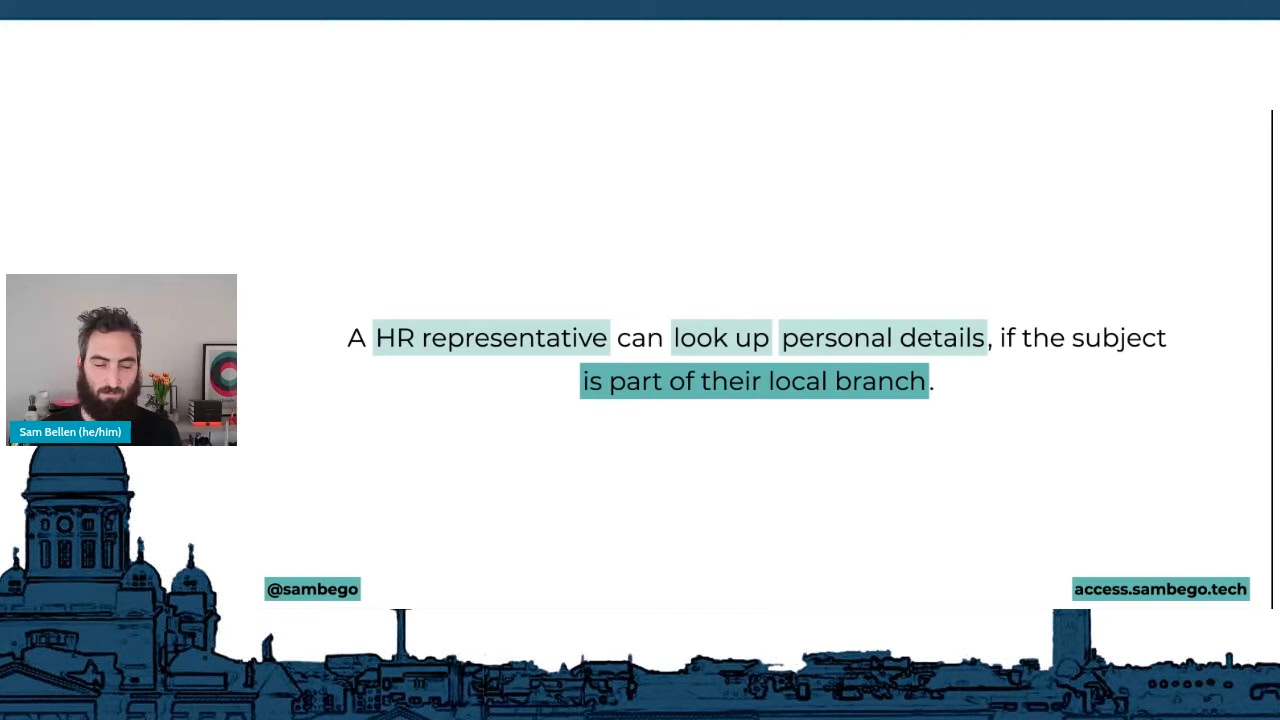 A HR representative can look up personal details, if the subject
is part of their local branch.
Sam Bellen (he/him)
@sambego
access.sambego.tech